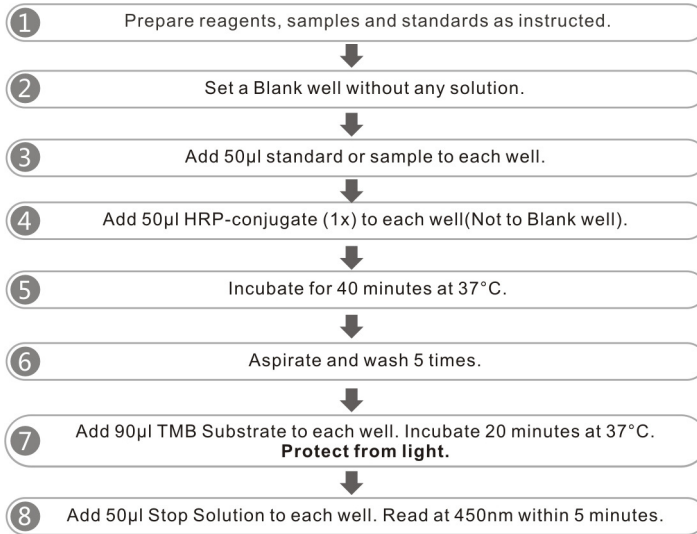 1 Prepare reagents, samples and standards as instructed.
2 Set a Blank well without any solution.
3 Add 50µl standard or sample to each well.
4 Add 50µl HRP-conjugate (1x) to each well(Not to Blank well).
5 Incubate for 40 minutes at 37°C.
6 Aspirate and wash 5 times.
7 Add 90µl TMB Substrate to each well. Incubate 20 minutes at 37°C.
Protect from light.
8 Add 50µl Stop Solution to each well. Read at 450nm within 5 minutes.